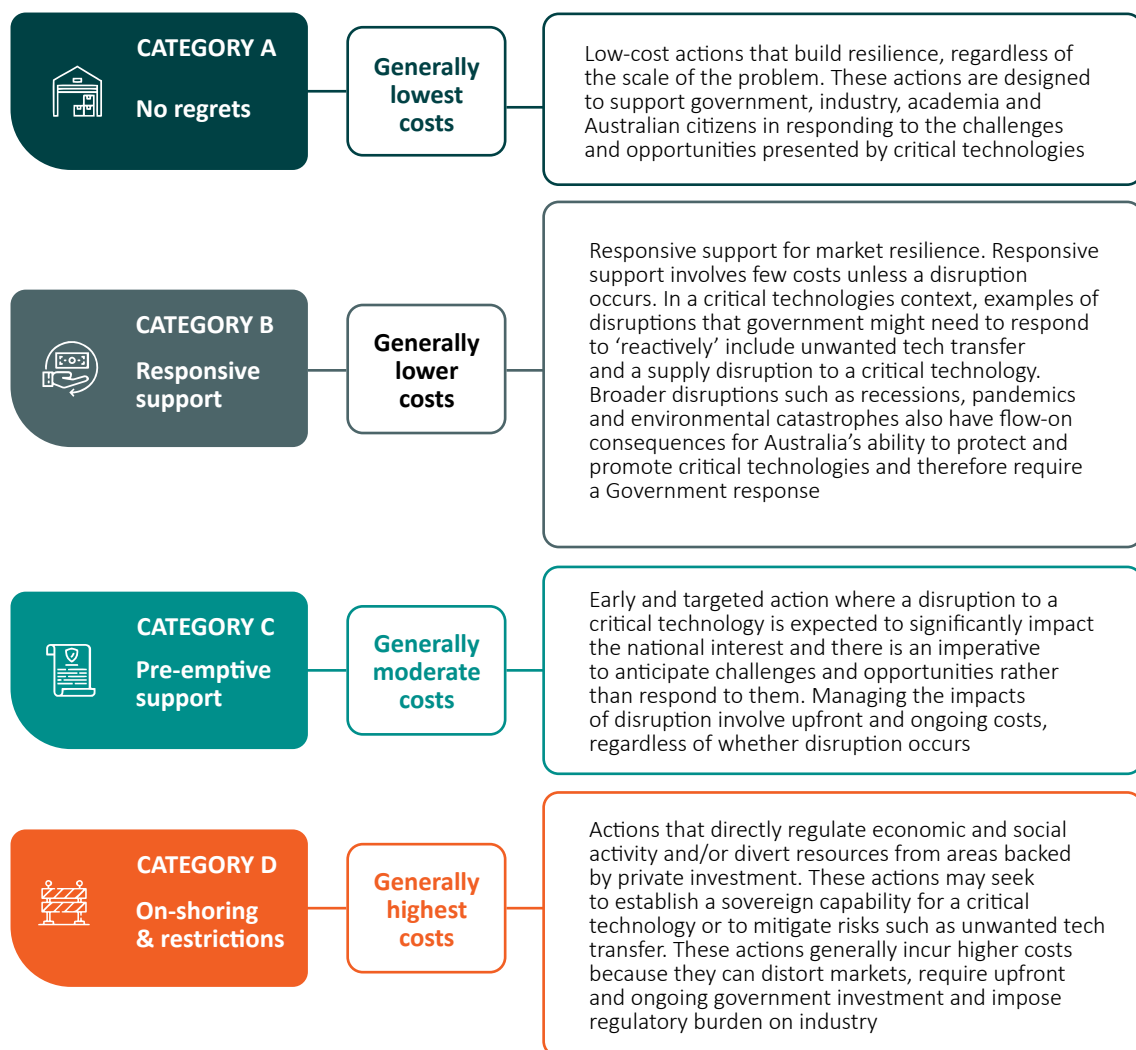 CATEGORY A
No regrets
Generally
lowest
costs
Low-cost actions that build resilience, regardless of
the scale of the problem. These actions are designed
to support government, industry, academia and
Australian citizens in responding to the challenges
and opportunities presented by critical technologies
CATEGORY B
Responsive
support
Generally
lower
costs
Responsive support for market resilience. Responsive
support involves few costs unless a disruption
occurs. In a critical technologies context, examples of
disruptions that government might need to respond
to ‘reactively’ include unwanted tech transfer
and a supply disruption to a critical technology.
Broader disruptions such as recessions, pandemics
and environmental catastrophes also have flow-on
consequences for Australia’s ability to protect and
promote critical technologies and therefore require
a Government response
CATEGORY C
Pre-emptive
support
Generally
moderate
costs
Early and targeted action where a disruption to a
critical technology is expected to significantly impact
the national interest and there is an imperative
to anticipate challenges and opportunities rather
than respond to them. Managing the impacts
of disruption involve upfront and ongoing costs,
regardless of whether disruption occurs
CATEGORY D
On-shoring
& restrictions
Generally
highest
costs
Actions that directly regulate economic and social
activity and/or divert resources from areas backed
by private investment. These actions may seek
to establish a sovereign capability for a critical
technology or to mitigate risks such as unwanted tech
transfer. These actions generally incur higher costs
because they can distort markets, require upfront
and ongoing government investment and impose
regulatory burden on industry